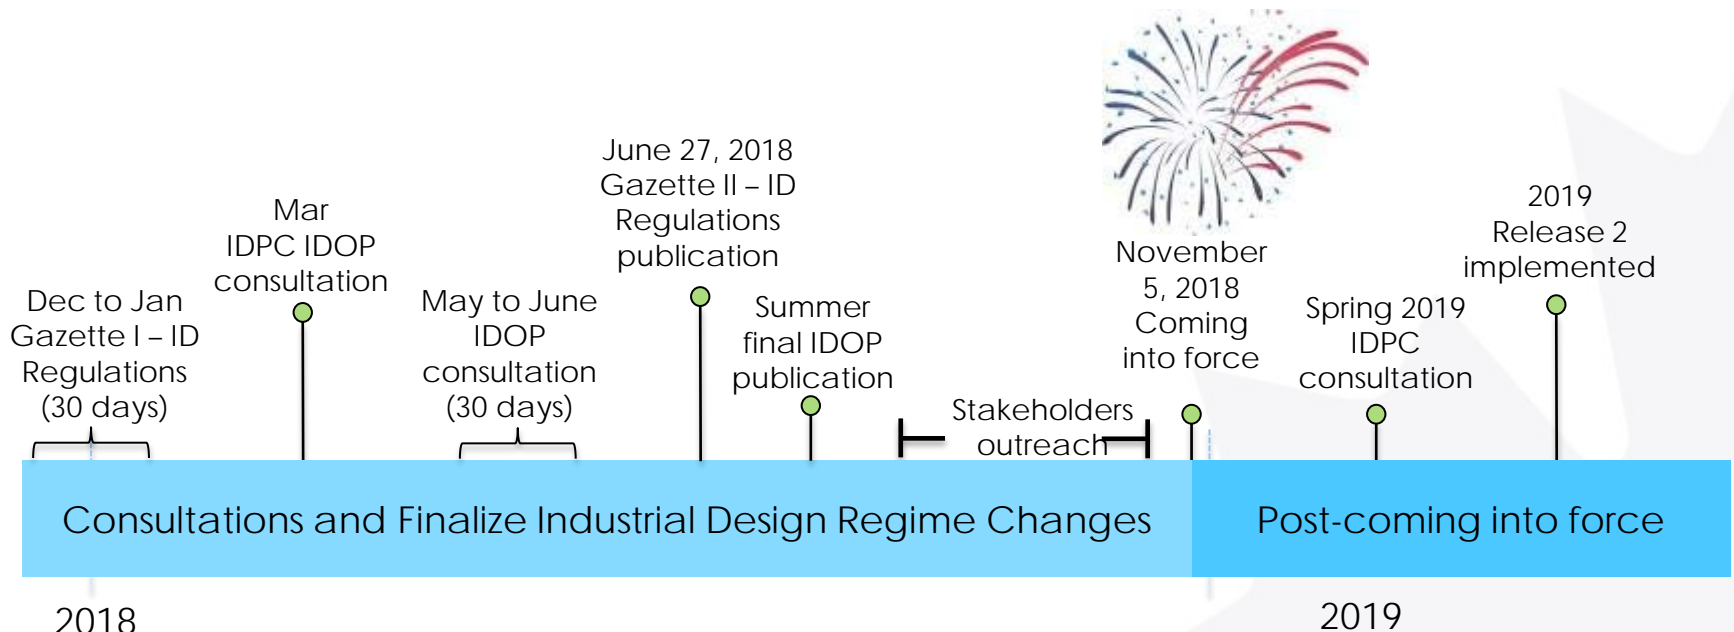 Dec to Jan
Gazette I – ID
Regulations
(30 days)
Mar
IDPC IDOP
consultation
May to June
IDOP
consultation
(30 days)
June 27, 2018
Gazette II – ID
Regulations
publication
Summer
final IDOP
publication
Stakeholders
outreach
November
5, 2018
Coming
into force
Spring 2019
IDPC
consultation
2019
Release 2
implemented
Consultations and Finalize Industrial Design Regime Changes
Post-coming into force
2018
2019